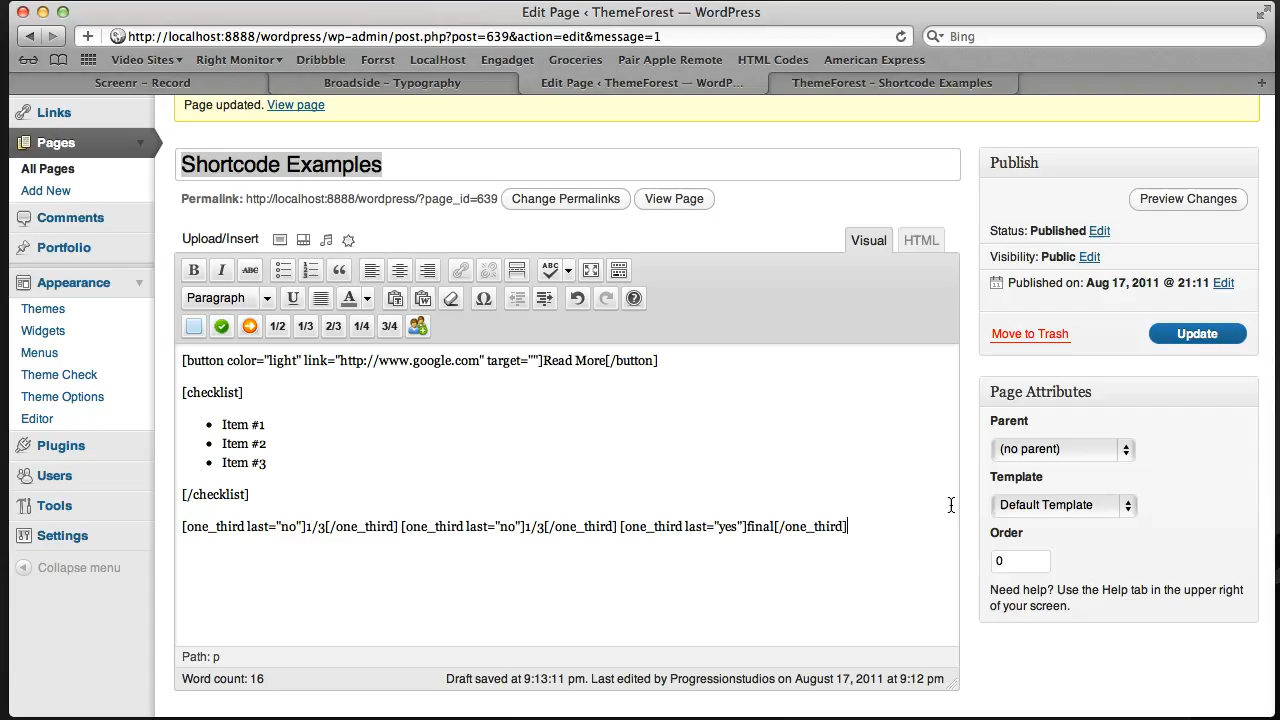 Edit Page ‹ ThemeForest — WordPress
http://localhost:8888/wordpress/wp-admin/post.php?post=639&action=edit&message=1
Bing
Video Sites▾ Right Monitor▾ Dribbble Forrst LocalHost Engadget Groceries Pair Apple Remote HTML Codes American Express
Screenr – Record
Broadside – Typography
Edit Page ‹ ThemeForest — WordP...
ThemeForest – Shortcode Examples
Links
Pages
All Pages
Add New
Comments
Portfolio
Appearance
Themes
Widgets
Menus
Theme Check
Theme Options
Editor
Plugins
Users
Tools
Settings
Collapse menu
Page updated. View page
Shortcode Examples
Permalink: http://localhost:8888/wordpress/?page_id=639 Change Permalinks View Page
Upload/Insert
Visual HTML
B I ABC ABC
Paragraph U A
1/2 1/3 2/3 1/4 3/4
[button color="light" link="http://www.google.com" target=""]Read More[/button]
[checklist]
• Item #1
• Item #2
• Item #3
[/checklist]
[one_third last="no"]1/3[/one_third] [one_third last="no"]1/3[/one_third] [one_third last="yes"]final[/one_third]
Path: p
Word count: 16
Draft saved at 9:13:11 pm. Last edited by Progressionstudios on August 17, 2011 at 9:12 pm
Publish
Preview Changes
Status: Published Edit
Visibility: Public Edit
Published on: Aug 17, 2011 @ 21:11 Edit
Move to Trash Update
Page Attributes
Parent
(no parent)
Template
Default Template
Order
0
Need help? Use the Help tab in the upper right
of your screen.